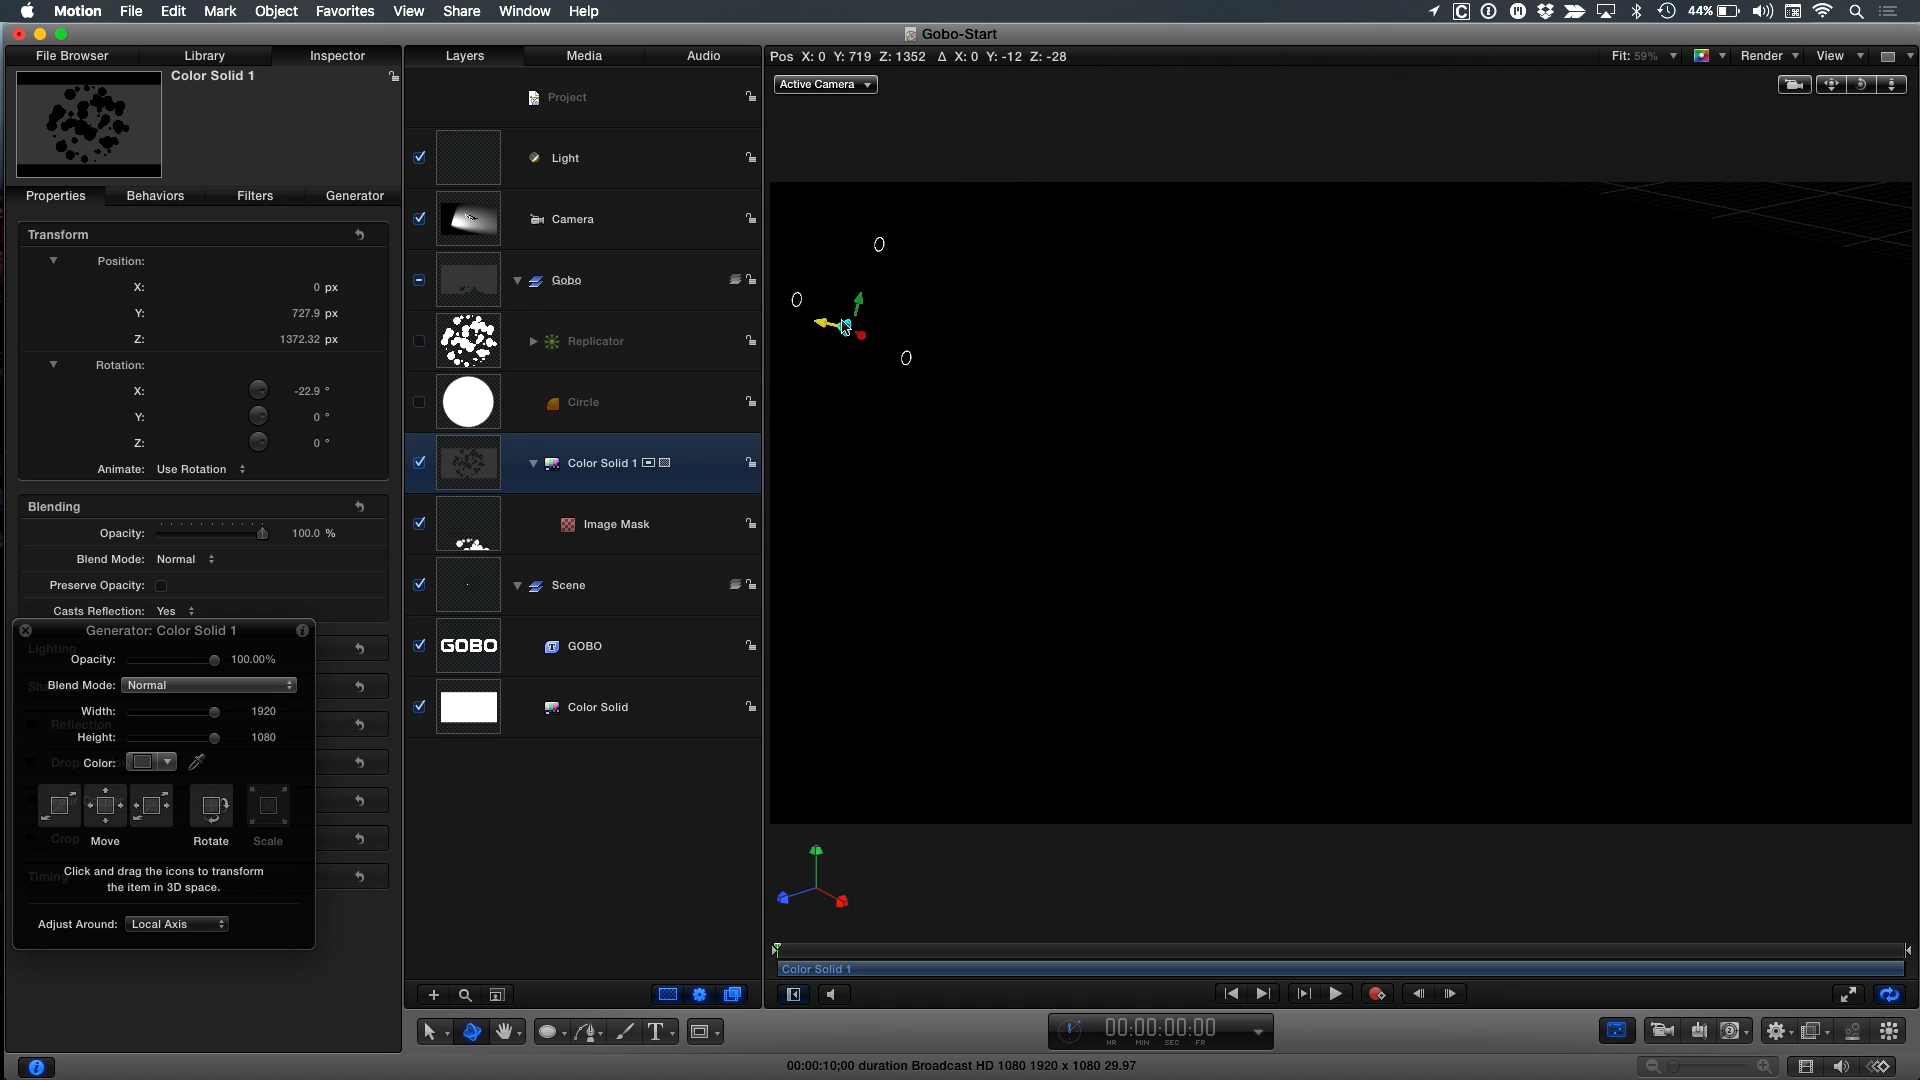 Motion File Edit Mark Object Favorites View Share Window Help
44%
Gobo-Start
File Browser Library Inspector
Layers Media Audio
Pos X: 0 Y: 719 Z: 1352 Δ X: 0 Y: -12 Z: -28
Fit: 59% Render View
Color Solid 1
Active Camera
Project
Light
Camera
Gobo
Replicator
Circle
Color Solid 1
Image Mask
Scene
GOBO
GOBO
Color Solid
Properties Behaviors Filters Generator
Transform
Position:
X: 0 px
Y: 727.9 px
Z: 1372.32 px
Rotation:
X: -22.9 °
Y: 0 °
Z: 0 °
Animate: Use Rotation
Blending
Opacity: 100.0 %
Blend Mode: Normal
Preserve Opacity:
Casts Reflection: Yes
Generator: Color Solid 1
Lighting
Opacity: 100.00%
Blend Mode: Normal
Width: 1920
Reflection
Height: 1080
Color:
Crop
Move Rotate Scale
Timing
Click and drag the icons to transform
the item in 3D space.
Adjust Around: Local Axis
Color Solid 1
00:00:00:00
HR MIN SEC FR
00:00:10;00 duration Broadcast HD 1080 1920 x 1080 29.97